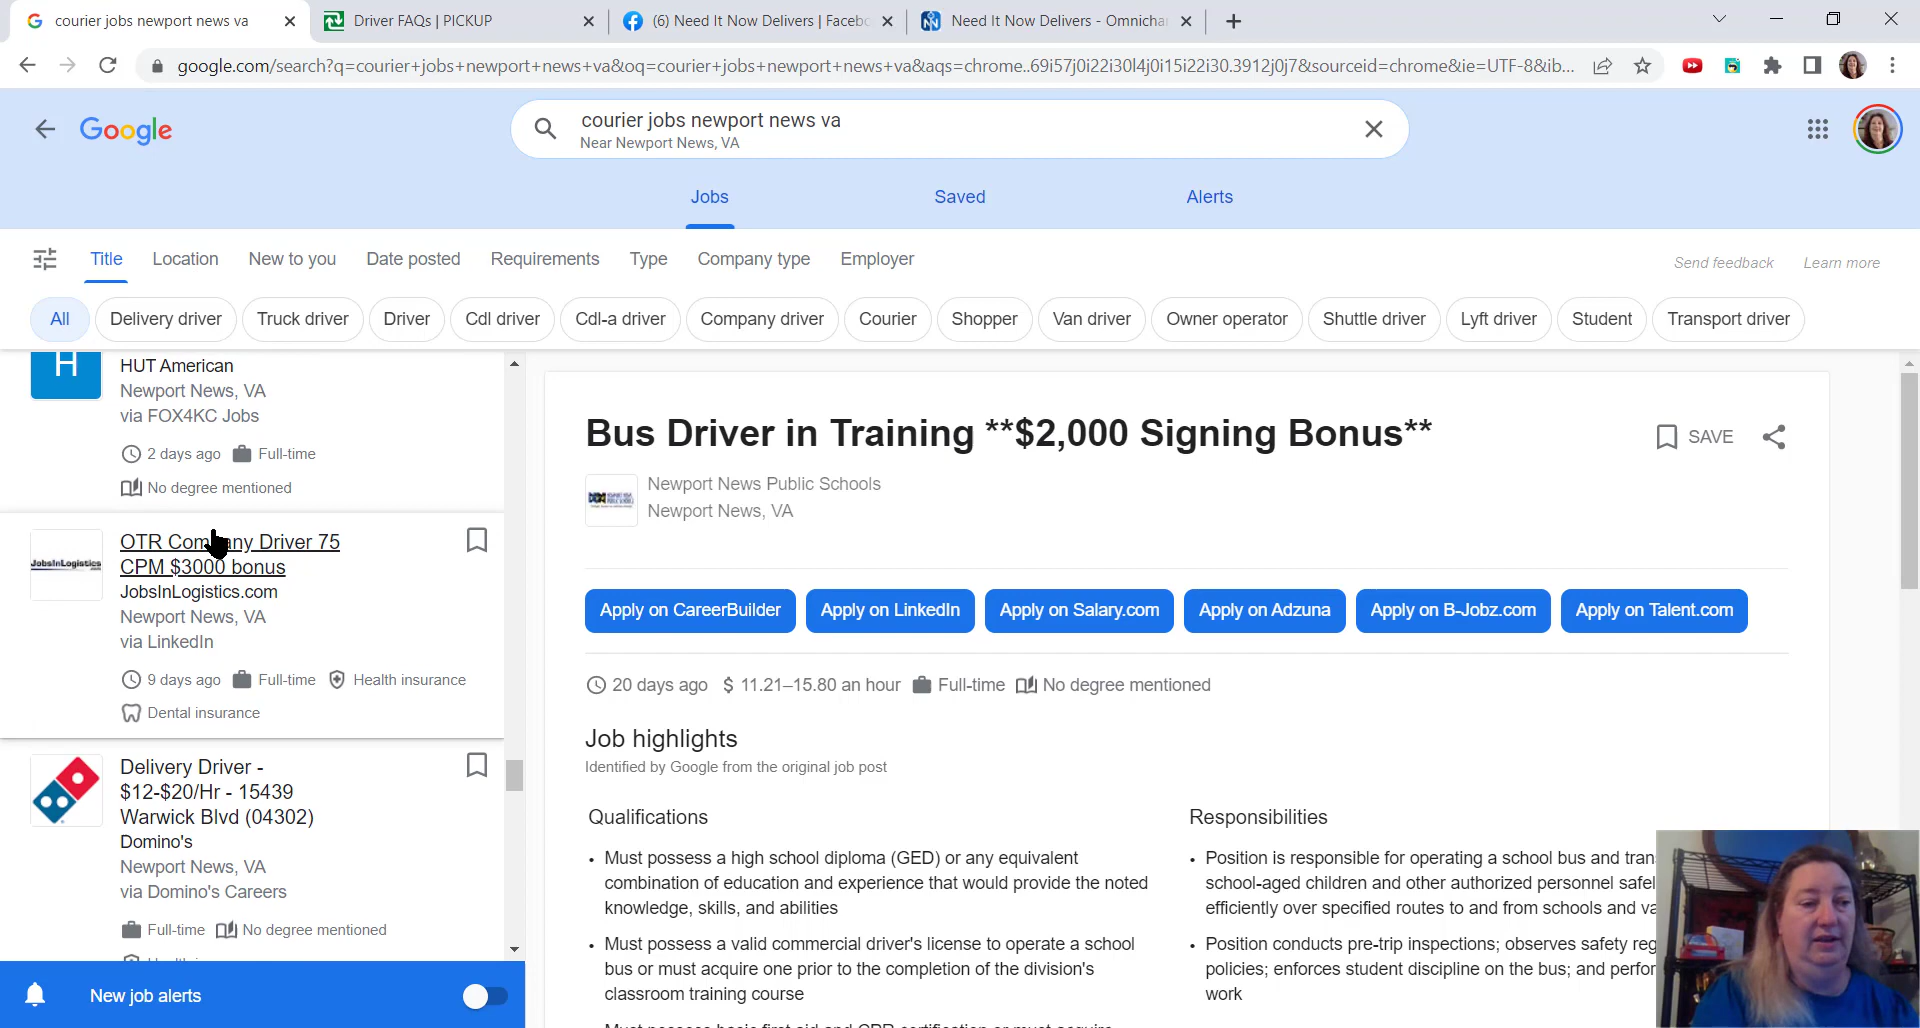 courier jobs newport news va
Driver FAQs | PICKUP
(6) Need It Now Delivers | Facebo
Need It Now Delivers - Omnichan
google.com/search?q=courier+jobs+newport+news+va&oq=courier+jobs+newport+news+va&aqs=chrome..69i57j0i22i30l4j0i15i22i30.3912j0j7&sourceid=chrome&ie=UTF-8&ib...
Google
courier jobs newport news va
Near Newport News, VA
Jobs
Saved
Alerts
Title
Location
New to you
Date posted
Requirements
Type
Company type
Employer
Send feedback
Learn more
All
Delivery driver
Truck driver
Driver
Cdl driver
Cdl-a driver
Company driver
Courier
Shopper
Van driver
Owner operator
Shuttle driver
Lyft driver
Student
Transport driver
H
HUT American
Newport News, VA
via FOX4KC Jobs
2 days ago Full-time
No degree mentioned
JobsInLogistics
OTR Company Driver 75
CPM $3000 bonus
JobsInLogistics.com
Newport News, VA
via LinkedIn
9 days ago Full-time Health insurance
Dental insurance
Delivery Driver -
$12-$20/Hr - 15439
Warwick Blvd (04302)
Domino's
Newport News, VA
via Domino's Careers
Full-time No degree mentioned
New job alerts
Bus Driver in Training **$2,000 Signing Bonus**
SAVE
Newport News Public Schools
Newport News, VA
Apply on CareerBuilder
Apply on LinkedIn
Apply on Salary.com
Apply on Adzuna
Apply on B-Jobz.com
Apply on Talent.com
20 days ago $ 11.21–15.80 an hour Full-time No degree mentioned
Job highlights
Identified by Google from the original job post
Qualifications
• Must possess a high school diploma (GED) or any equivalent
combination of education and experience that would provide the noted
knowledge, skills, and abilities
• Must possess a valid commercial driver's license to operate a school
bus or must acquire one prior to the completion of the division's
classroom training course
Responsibilities
• Position is responsible for operating a school bus and tran
school-aged children and other authorized personnel safel
efficiently over specified routes to and from schools and va
• Position conducts pre-trip inspections; observes safety reg
policies; enforces student discipline on the bus; and perfor
work